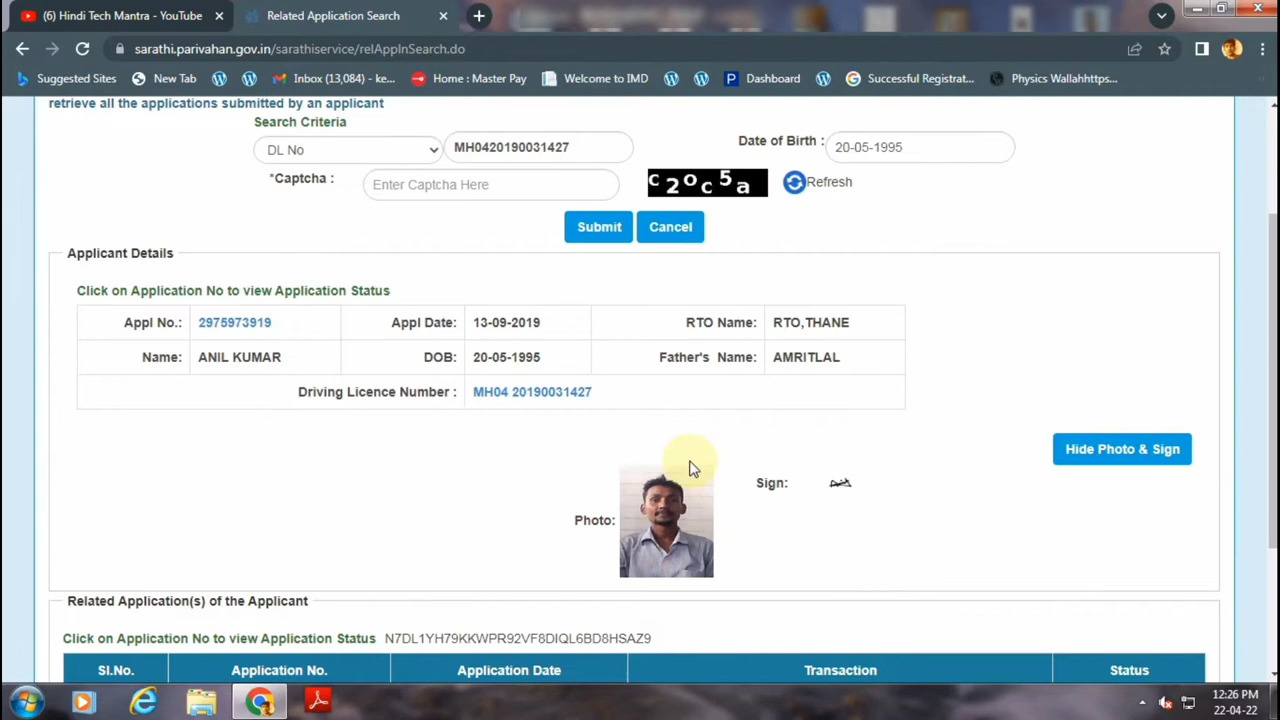 (6) Hindi Tech Mantra - YouTube
Related Application Search
sarathi.parivahan.gov.in/sarathiservice/relApplnSearch.do
Suggested Sites
New Tab
Inbox (13,084) - ke...
Home : Master Pay
Welcome to IMD
Dashboard
Successful Registrat...
Physics Wallahhttps...
retrieve all the applications submitted by an applicant
Search Criteria
DL No MH0420190031427 Date of Birth : 20-05-1995
*Captcha : Enter Captcha Here c2oc5a Refresh
Submit Cancel
Applicant Details
Click on Application No to view Application Status
Appl No.: 2975973919 Appl Date: 13-09-2019 RTO Name: RTO,THANE
Name: ANIL KUMAR DOB: 20-05-1995 Father's Name: AMRITLAL
Driving Licence Number : MH04 20190031427
Hide Photo & Sign
Sign:
Photo:
Related Application(s) of the Applicant
Click on Application No to view Application Status N7DL1YH79KKWPR92VF8DIQL6BD8HSAZ9
Sl.No. Application No. Application Date Transaction Status
12:26 PM
22-04-22